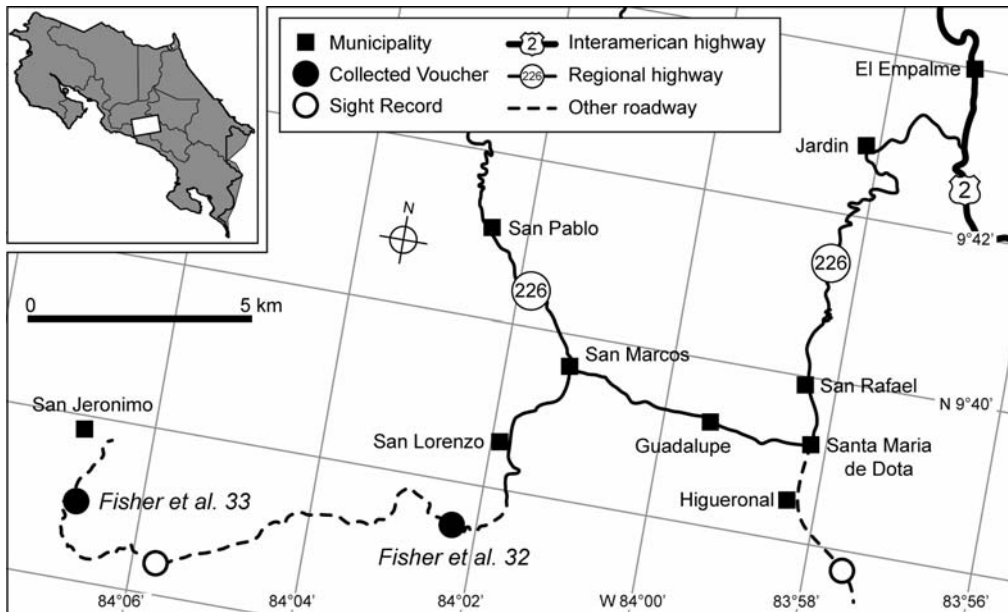 Municipality
Collected Voucher
Sight Record
2 Interamerican highway
226 Regional highway
Other roadway
El Empalme
Jardin
2
San Pablo
N
9°42'
226
226
0 5 km
San Marcos
San Jeronimo
San Rafael
N 9°40'
San Lorenzo
Guadalupe
Santa Maria
de Dota
Higueronal
Fisher et al. 33
Fisher et al. 32
84°06'
84°04'
84°02'
W 84°00'
83°58'
83°56'